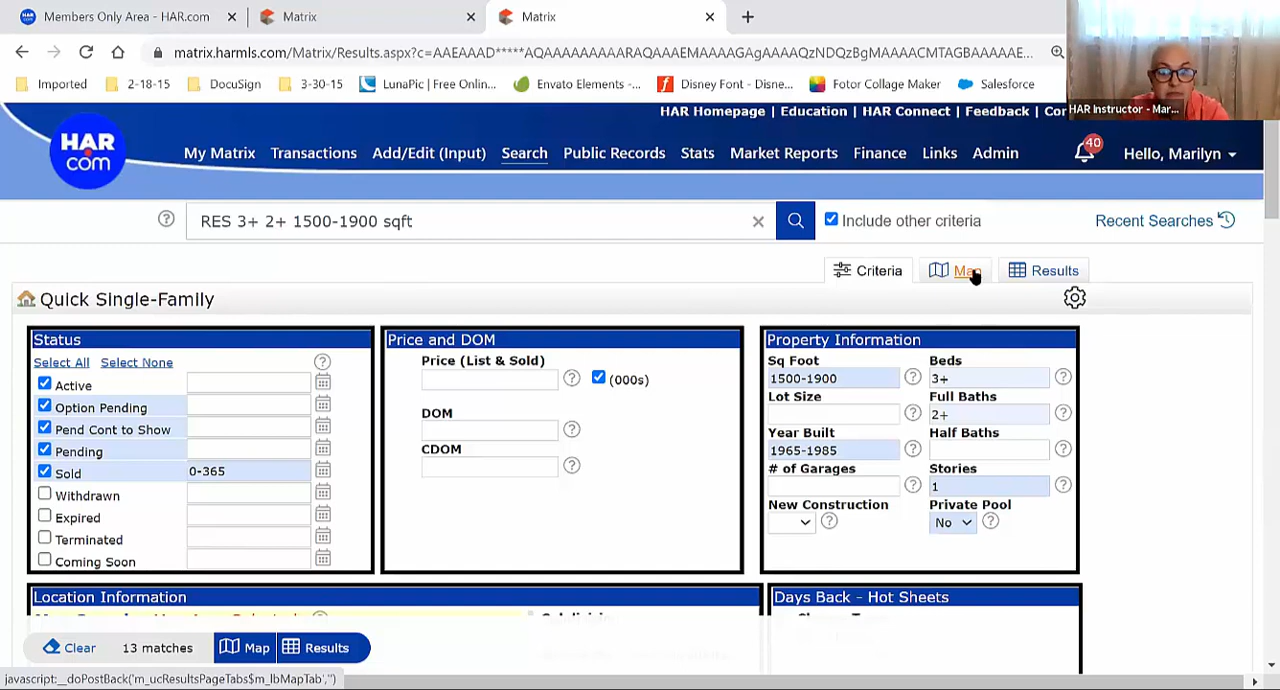 HAR.com Members Only Area - HAR.com × Matrix × Matrix × +
matrix.harmls.com/Matrix/Results.aspx?c=AAEAAAD*****AQAAAAAAAAARAQAAAEMAAAAGAgAAAAQzNDQzBgMAAAACMTAGBAAAAAE...
Imported 2-18-15 DocuSign 3-30-15 LunaPic | Free Onlin... Envato Elements -... Disney Font - Disne... Fotor Collage Maker Salesforce
HAR Instructor - Mar...
HAR Homepage | Education | HAR Connect | Feedback | Cor
HAR
com
My Matrix Transactions Add/Edit (Input) Search Public Records Stats Market Reports Finance Links Admin 40 Hello, Marilyn
? RES 3+ 2+ 1500-1900 sqft × Include other criteria Recent Searches
Criteria Map Results
Quick Single-Family
Status
Select All Select None ?
Active
Option Pending
Pend Cont to Show
Pending
Sold 0-365
Withdrawn
Expired
Terminated
Coming Soon
Price and DOM
Price (List & Sold)
? (000s)
DOM
?
CDOM
?
Property Information
Sq Foot Beds
1500-1900 ? 3+ ?
Lot Size Full Baths
? 2+ ?
Year Built Half Baths
1965-1985 ? ?
# of Garages Stories
? 1 ?
New Construction Private Pool
? No ?
Location Information
Days Back - Hot Sheets
Clear 13 matches Map Results
javascript:__doPostBack('m_ucResultsPageTabs$m_lbMapTab','')